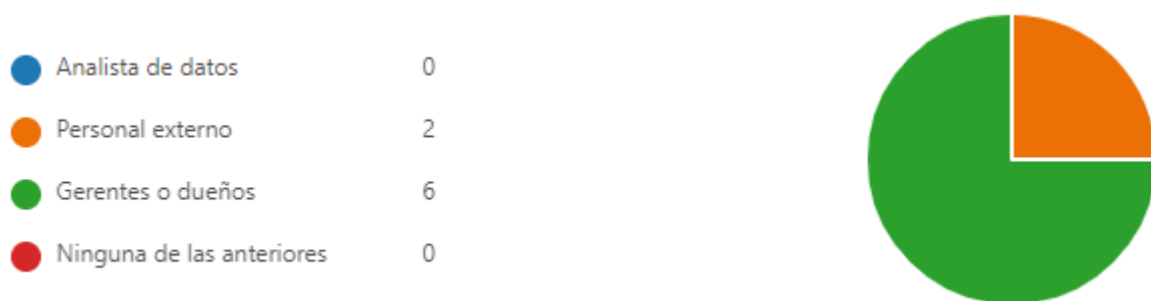 Analista de datos 0
Personal externo 2
Gerentes o dueños 6
Ninguna de las anteriores 0